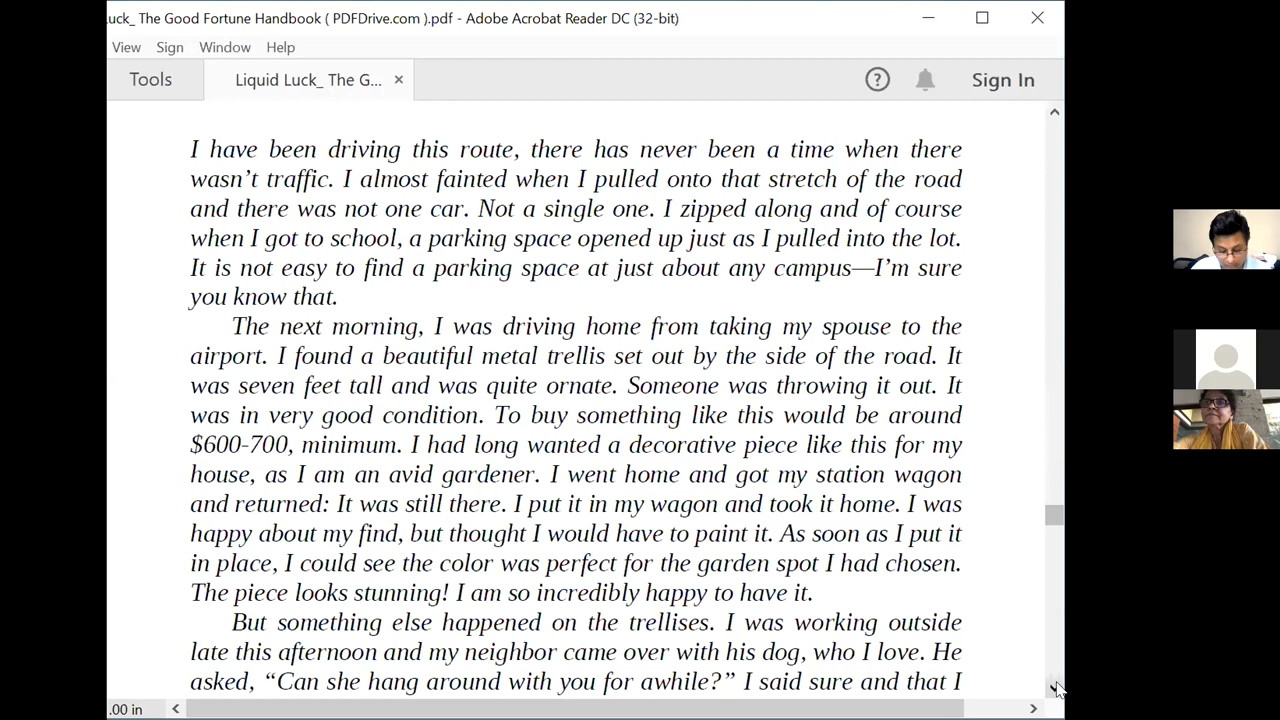 uck_ The Good Fortune Handbook ( PDFDrive.com ).pdf - Adobe Acrobat Reader DC (32-bit)
View Sign Window Help
Tools Liquid Luck_ The G... × Sign In
I have been driving this route, there has never been a time when there
wasn’t traffic. I almost fainted when I pulled onto that stretch of the road
and there was not one car. Not a single one. I zipped along and of course
when I got to school, a parking space opened up just as I pulled into the lot.
It is not easy to find a parking space at just about any campus—I’m sure
you know that.
The next morning, I was driving home from taking my spouse to the
airport. I found a beautiful metal trellis set out by the side of the road. It
was seven feet tall and was quite ornate. Someone was throwing it out. It
was in very good condition. To buy something like this would be around
$600-700, minimum. I had long wanted a decorative piece like this for my
house, as I am an avid gardener. I went home and got my station wagon
and returned: It was still there. I put it in my wagon and took it home. I was
happy about my find, but thought I would have to paint it. As soon as I put it
in place, I could see the color was perfect for the garden spot I had chosen.
The piece looks stunning! I am so incredibly happy to have it.
But something else happened on the trellises. I was working outside
late this afternoon and my neighbor came over with his dog, who I love. He
asked, “Can she hang around with you for awhile?” I said sure and that I
.00 in